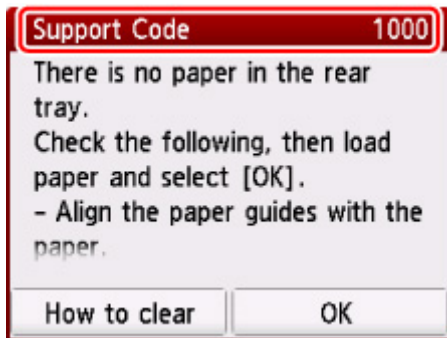 Support Code 1000
There is no paper in the rear
tray.
Check the following, then load
paper and select [OK].
– Align the paper guides with the
paper.
How to clear
OK